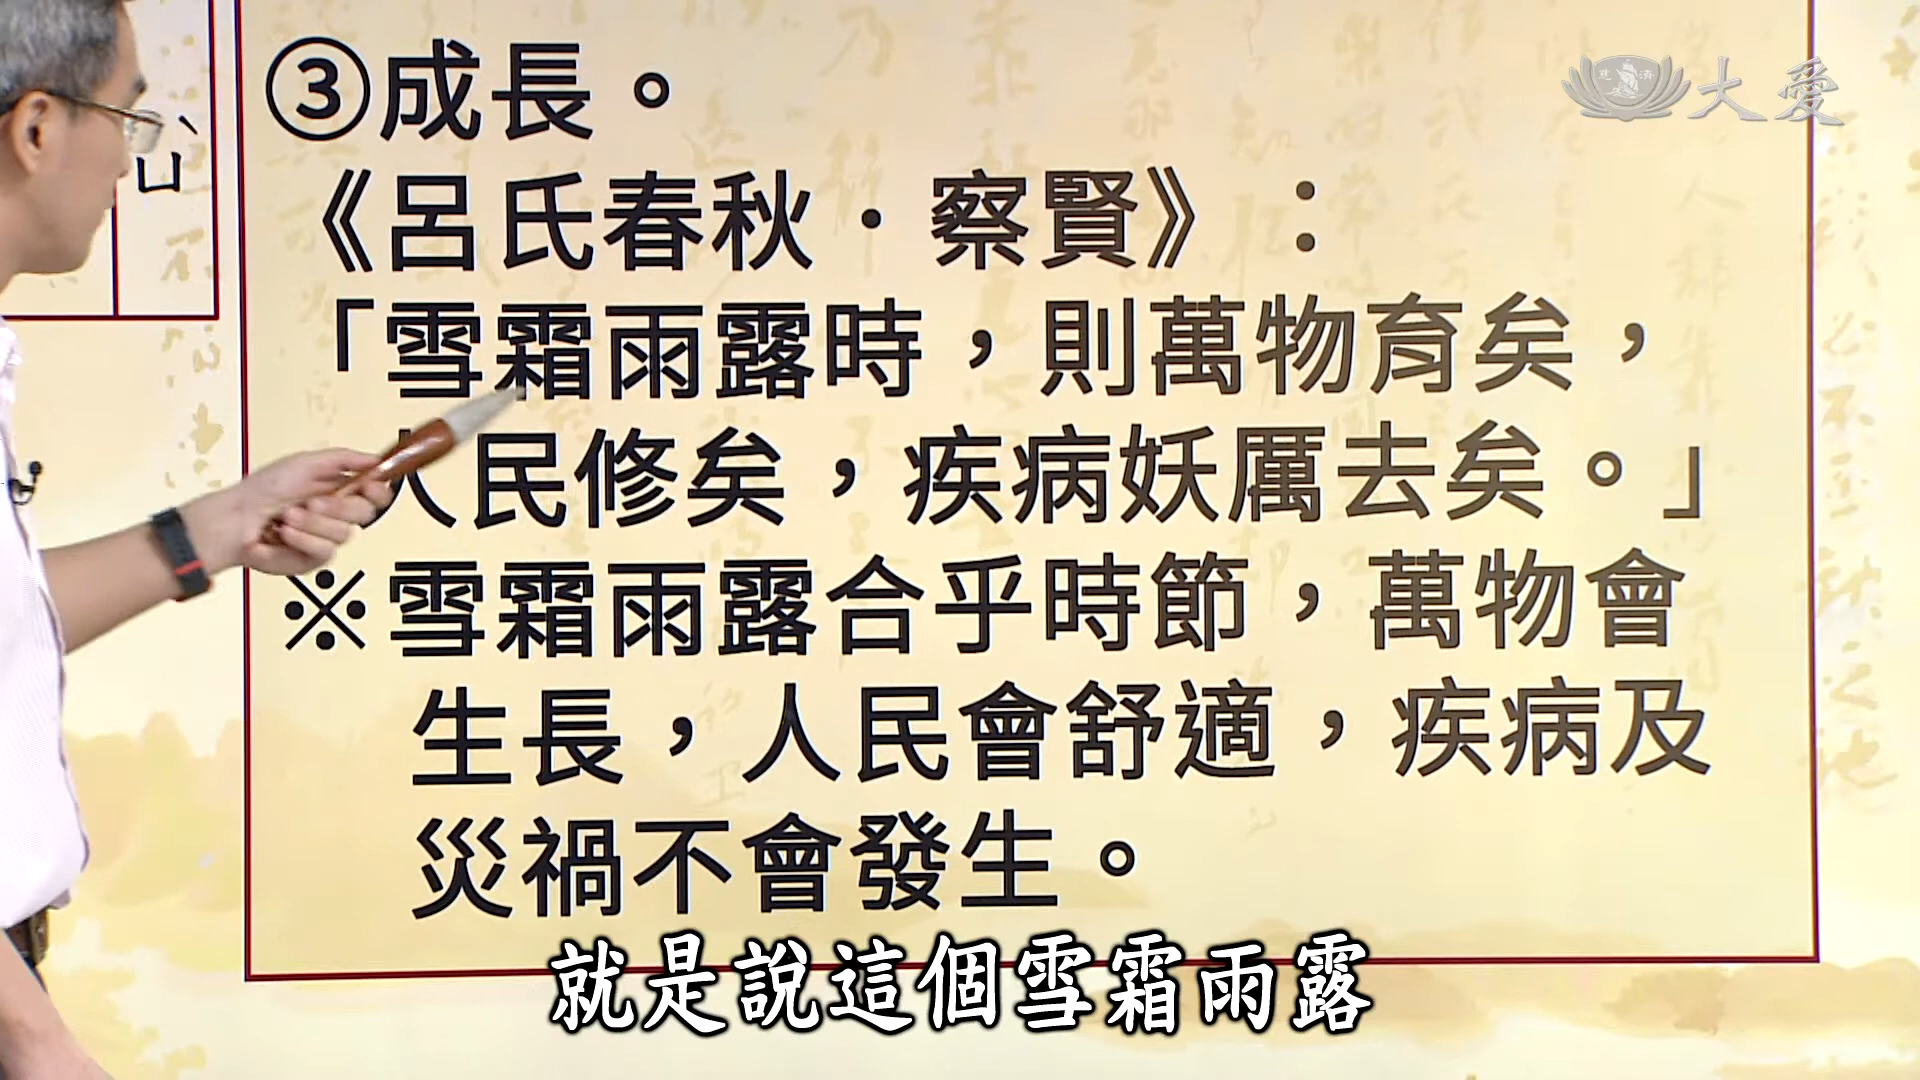 ③成長。
《呂氏春秋·察賢》：
「雪霜雨露時，則萬物育矣，
人民修矣，疾病妖厲去矣。」
※雪霜雨露合乎時節，萬物會
生長，人民會舒適，疾病及
災禍不會發生。
ㄩˋ
慈濟
大愛
就是說這個雪霜雨露